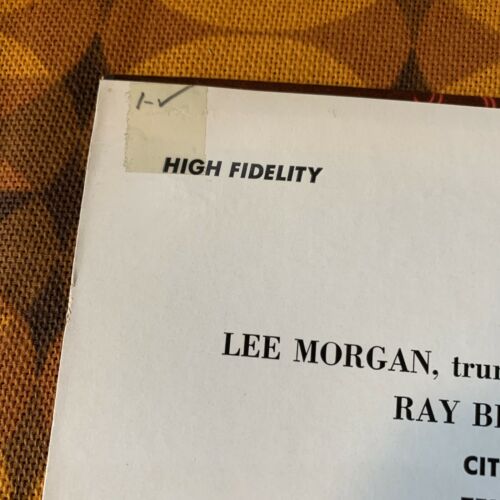 1-✓
HIGH FIDELITY
LEE MORGAN, trum
RAY B
CIT